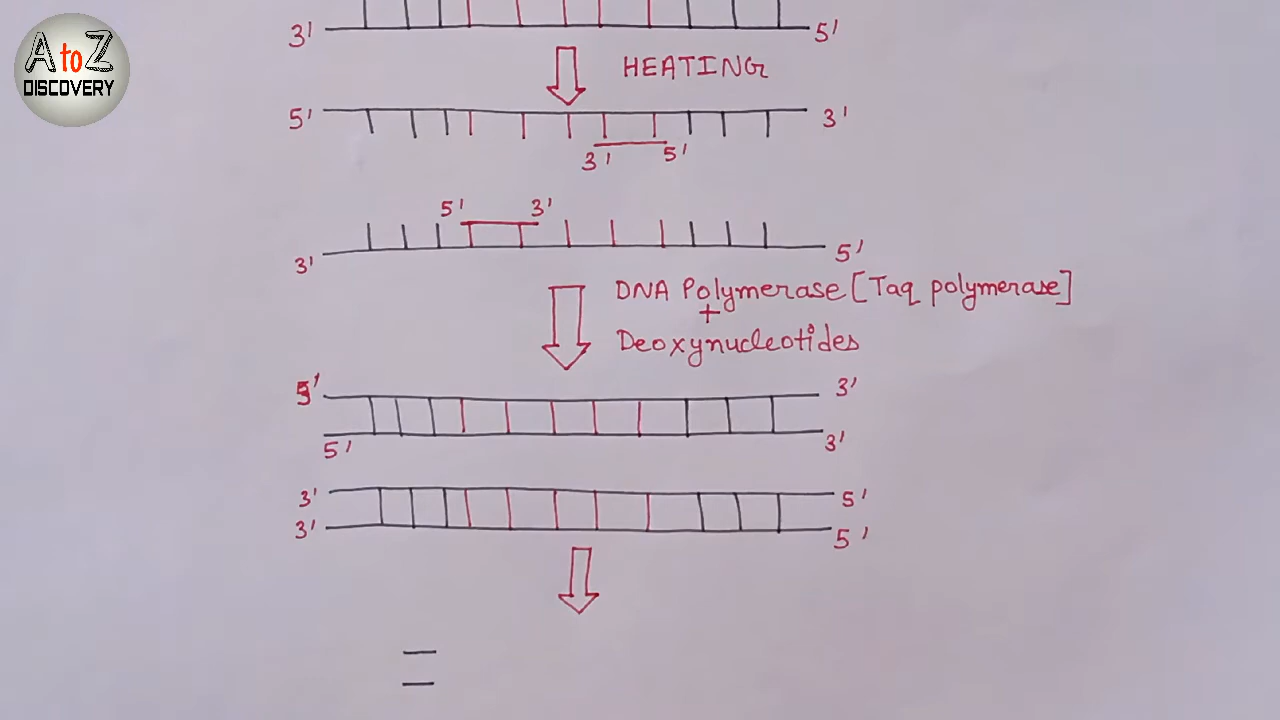 A to Z
DISCOVERY
3' 5'
HEATING
5' 3'
3' 5'
5' 3'
3' 5'
DNA Polymerase [Taq polymerase]
+
Deoxynucleotides
5' 3'
5' 3'
3' 5'
3' 5'